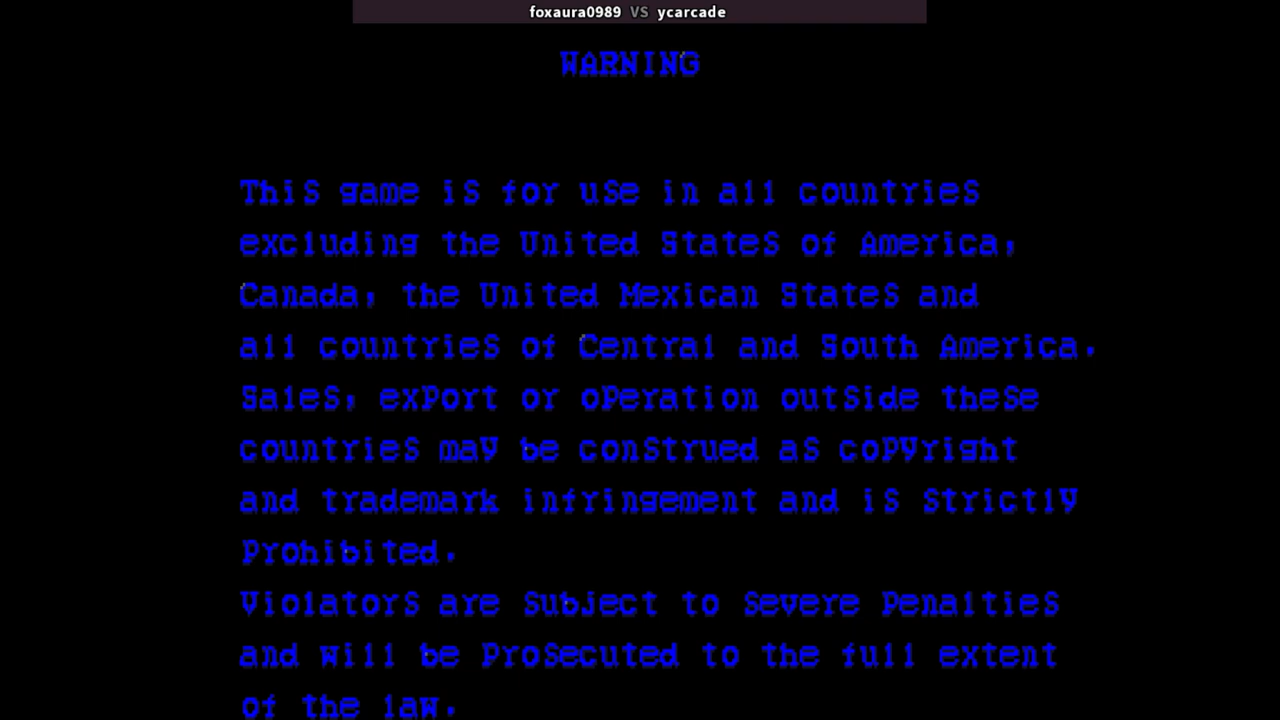 foxaura0989 VS ycarcade
WARNING
This game is for use in all countries
excluding the United States of America,
Canada, the United Mexican States and
all countries of Central and South America.
Sales, export or operation outside these
countries may be construed as copyright
and trademark infringement and is strictly
prohibited.
Violators are subject to severe penalties
and will be prosecuted to the full extent
of the law.